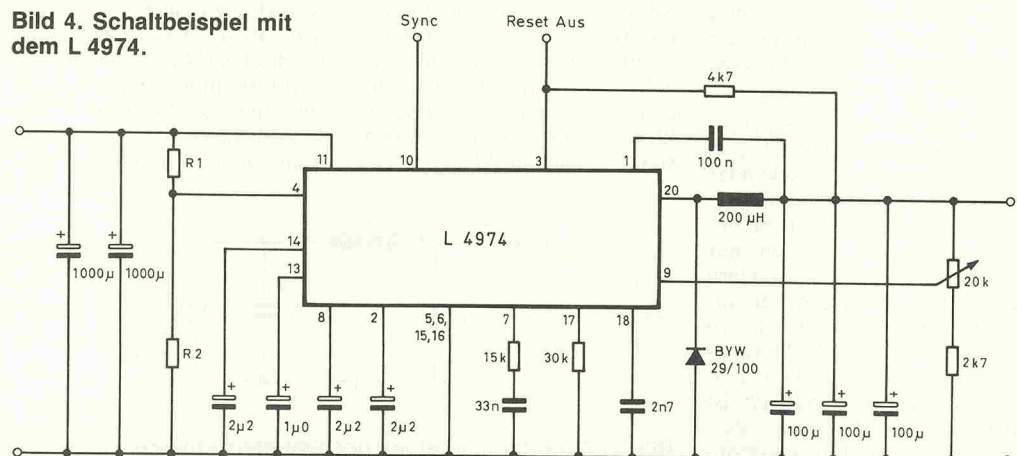 Bild 4. Schaltbeispiel mit
dem L 4974.
Sync
Reset Aus
4k7
100n
R1
11
10
3
1
4
20
200 µH
L 4974
14
13
9
20k
1000µ
1000µ
8
2
5,6,
15,16
7
17
18
R2
15k
30k
BYW
29/100
2k7
33n
2n7
2µ2
1µ0
2µ2
2µ2
100µ
100µ
100µ
+
+
+
+
+
+
+
+
+